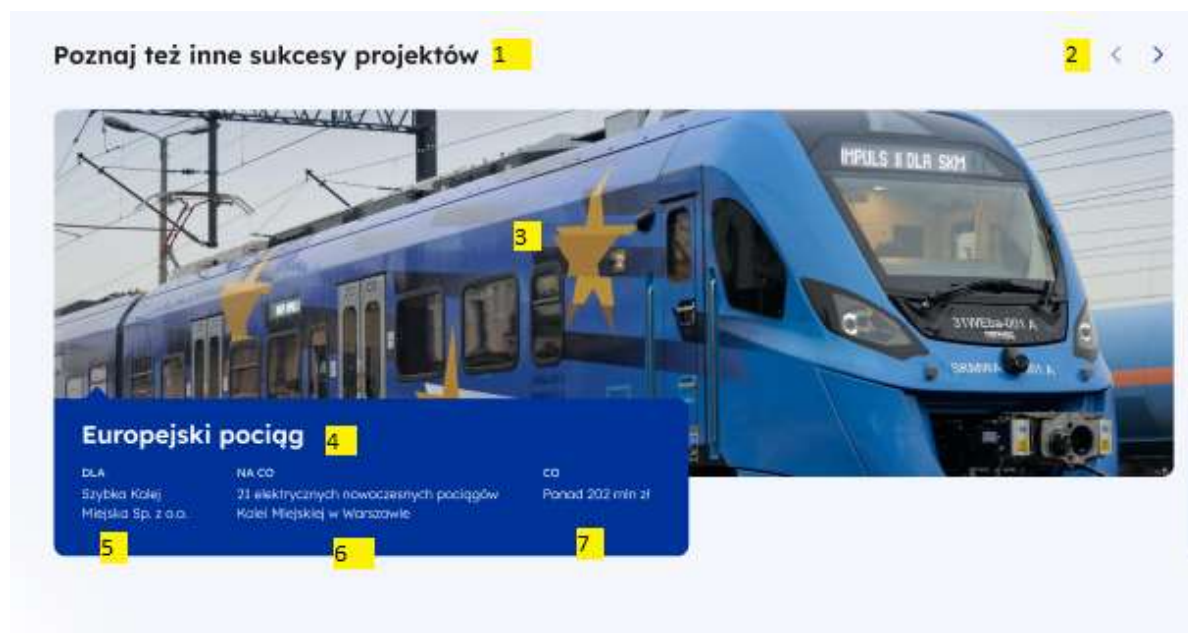 Poznaj też inne sukcesy projektów 1
2
IMPULS II DLA SKM
3
31WEba-001 A
Europejski pociąg 4
DLA
Szybka Kolej
Miejska Sp. z o.o.
5
NA CO
21 elektrycznych nowoczesnych pociągów
Kolei Miejskiej w Warszawie
6
CO
Ponad 202 mln zł
7